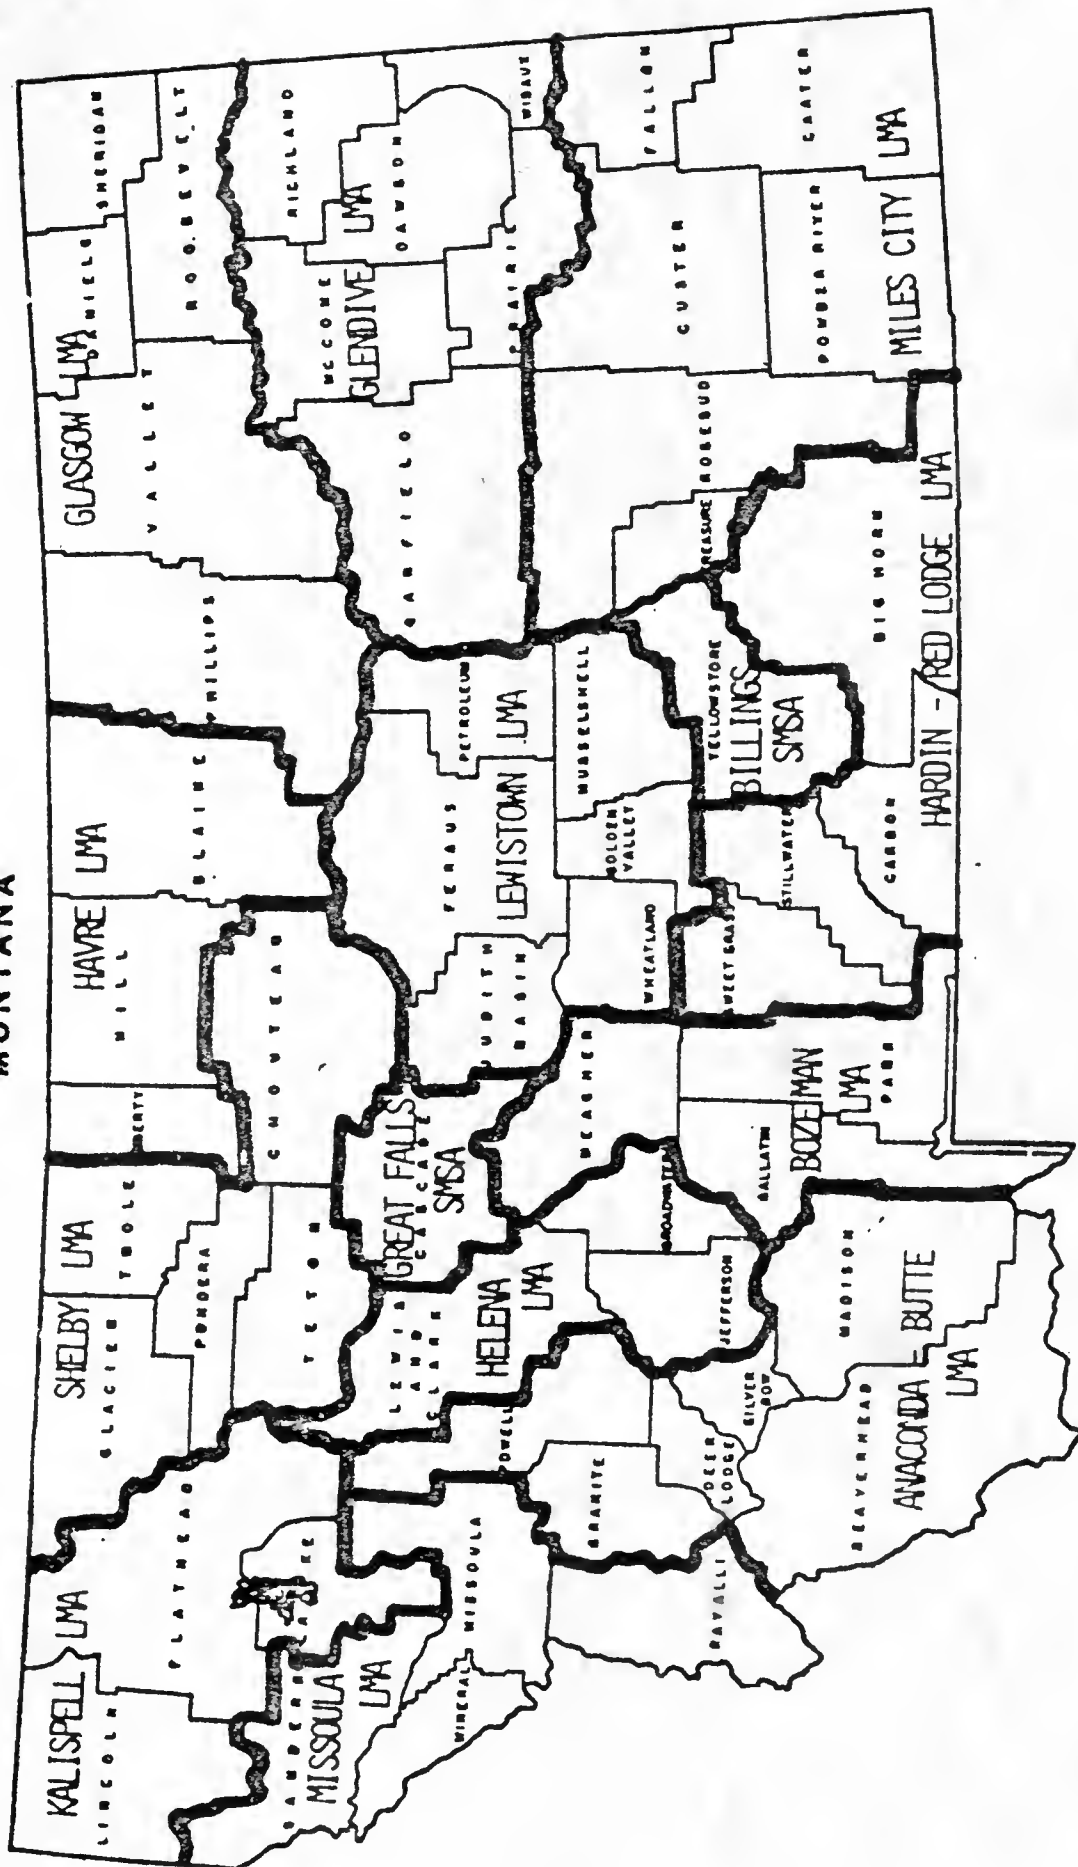 MONTANA
KALISPELL
LMA
LINCOLN
FLATHEAD
LAKE
SANDERS
MISSOULA
LMA
MINERAL
MISSOULA
RAVALLI
SHELBY
LMA
GLACIER
TOOLE
PONDERA
TETON
HAVRE
LMA
HILL
BERTY
BLAINE
CHOUTEAU
GREAT FALLS
CASCADE
SMSA
LEWIS
AND
CLARK
HELENA
LMA
POWELL
GRANITE
DEER
LODGE
SILVER
BOW
JEFFERSON
BROADWATER
MEAGHER
GALLATIN
BOZEMAN
LMA
PARK
MADISON
BEAVERHEAD
ANACONDA - BUTTE
LMA
GLASGOW
LMA
PHILLIPS
VALLEY
DANIELS
SHERIDAN
ROOSEVELT
LEWISTOWN
LMA
FERGUS
PETROLEUM
JUDITH
BASIN
WHEATLAND
GOLDEN
VALLEY
MUSSELSHELL
GLENDIVE
LMA
GARFIELD
MCCONE
RICHLAND
DAWSON
PRAIRIE
WIBAUX
BILLINGS
SMSA
YELLOWSTONE
SWEET GRASS
STILLWATER
CARBON
BIG HORN
HARDIN - RED LODGE LMA
TREASURE
ROSEBUD
CUSTER
FALLON
POWDER RIVER
CARTER
MILES CITY
LMA